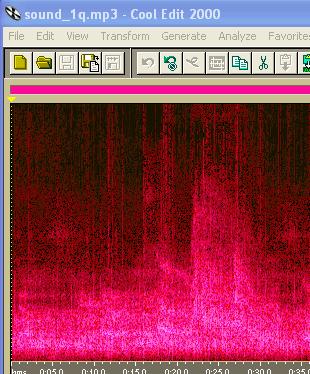 sound_1q.mp3 - Cool Edit 2000
File Edit View Transform Generate Analyze Favorites
hms 0:05.0 0:10.0 0:15.0 0:20.0 0:25.0 0:30.0 0:35.0